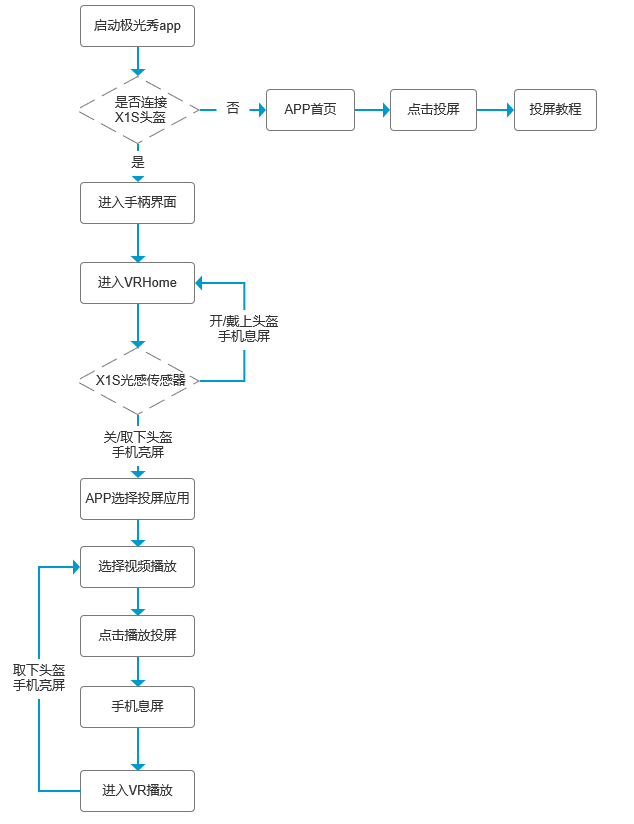 启动极光秀app
是否连接
X1S头盔
否
APP首页
点击投屏
投屏教程
是
进入手柄界面
进入VRHome
开/戴上头盔
手机息屏
X1S光感传感器
关/取下头盔
手机亮屏
APP选择投屏应用
选择视频播放
点击播放投屏
取下头盔
手机亮屏
手机息屏
进入VR播放